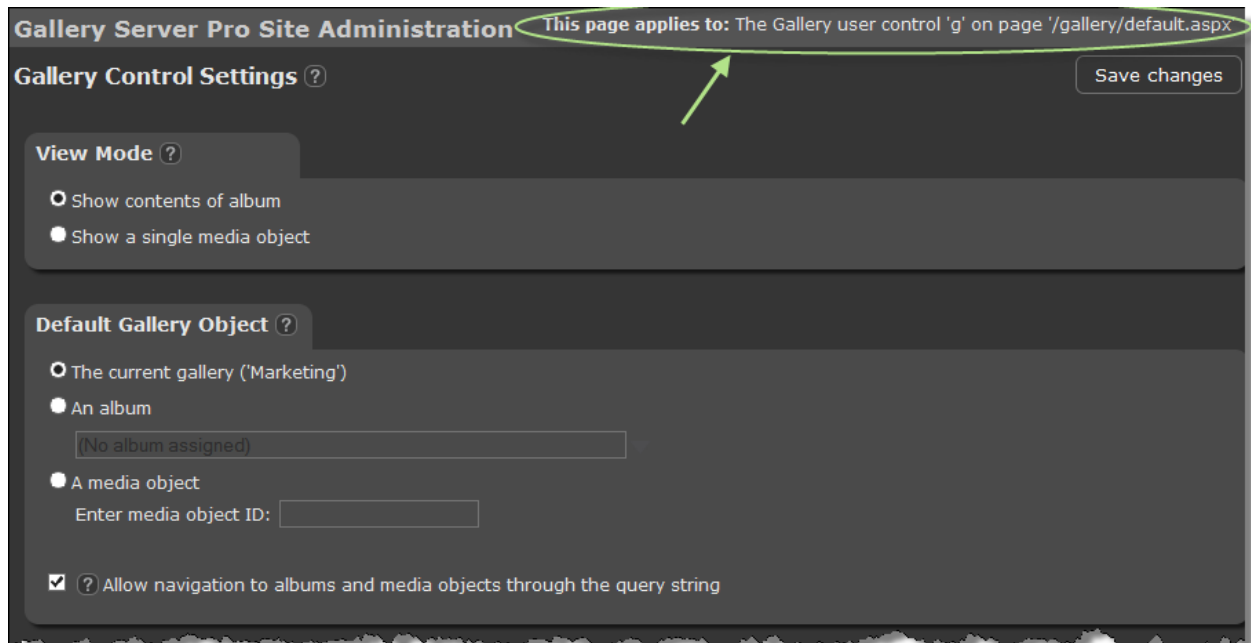 Gallery Server Pro Site Administration
This page applies to: The Gallery user control 'g' on page '/gallery/default.aspx'
Gallery Control Settings ?
Save changes
View Mode ?
Show contents of album
Show a single media object
Default Gallery Object ?
The current gallery ('Marketing')
An album
(No album assigned)
A media object
Enter media object ID:
? Allow navigation to albums and media objects through the query string